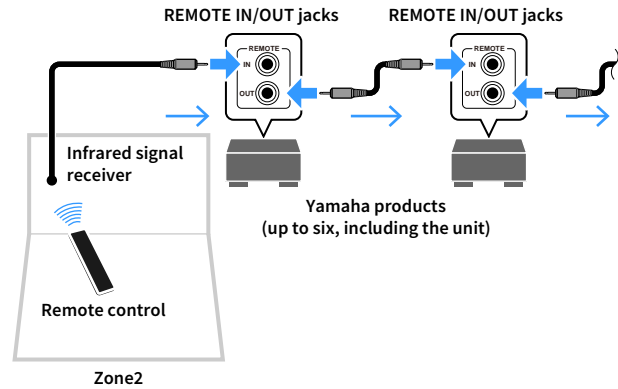 REMOTE IN/OUT jacks
REMOTE IN/OUT jacks
REMOTE
IN
OUT
REMOTE
IN
OUT
Infrared signal
receiver
Yamaha products
(up to six, including the unit)
Remote control
Zone2